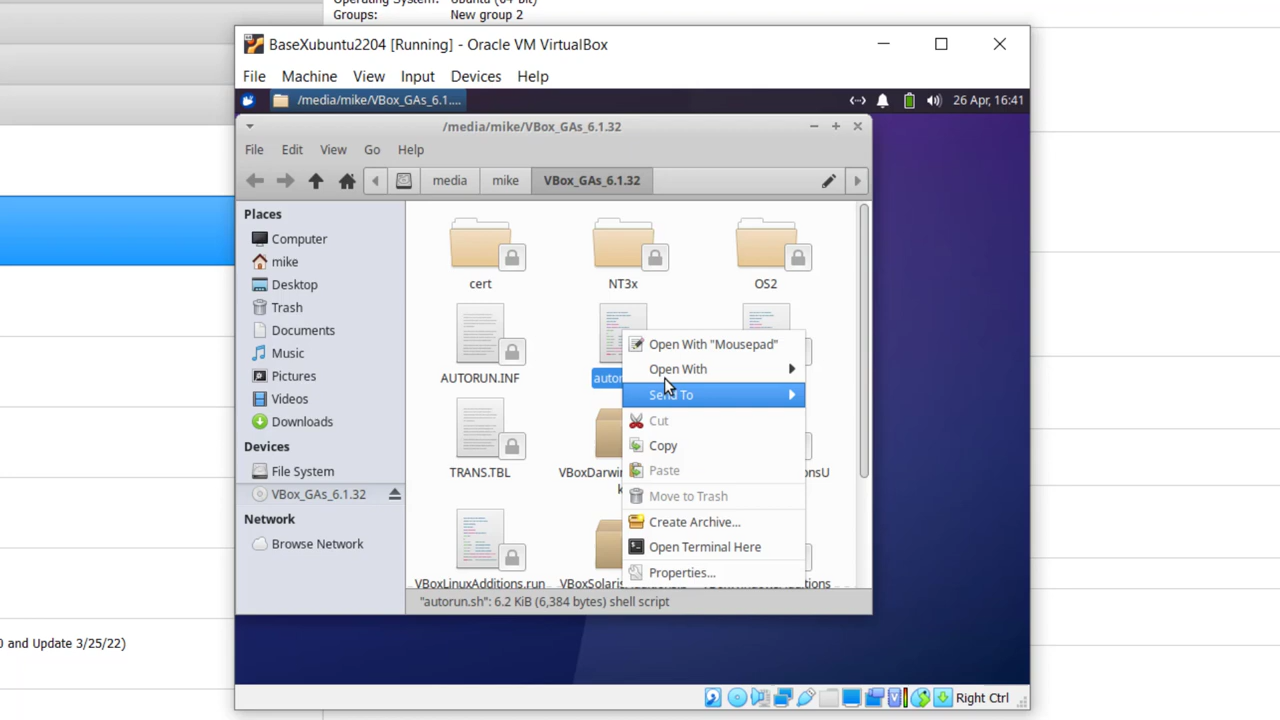 Operating System: Ubuntu (64-bit)
Groups: New group 2
BaseXubuntu2204 [Running] - Oracle VM VirtualBox
File Machine View Input Devices Help
/media/mike/VBox_GAs_6.1....
26 Apr, 16:41
/media/mike/VBox_GAs_6.1.32
File Edit View Go Help
media mike VBox_GAs_6.1.32
Places
Computer
mike
Desktop
Trash
Documents
Music
Pictures
Videos
Downloads
Devices
File System
VBox_GAs_6.1.32
Network
Browse Network
cert NT3x OS2
AUTORUN.INF
TRANS.TBL
VBoxLinuxAdditions.run
Open With "Mousepad"
Open With
Send To
Cut
Copy
Paste
Move to Trash
Create Archive...
Open Terminal Here
Properties...
"autorun.sh": 6.2 KiB (6,384 bytes) shell script
0 and Update 3/25/22)
Right Ctrl